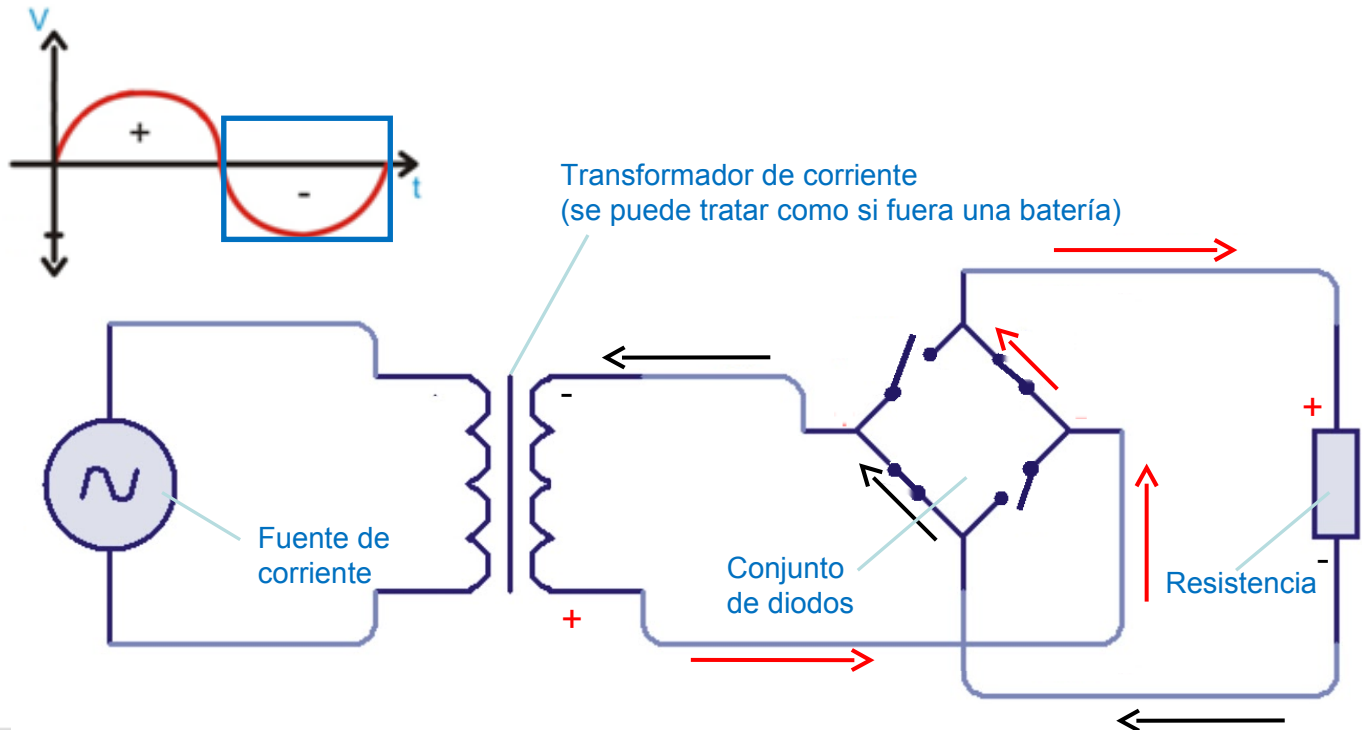 V
+
-
t
Transformador de corriente
(se puede tratar como si fuera una batería)
-
+
Fuente de
corriente
Conjunto
de diodos
+
-
Resistencia